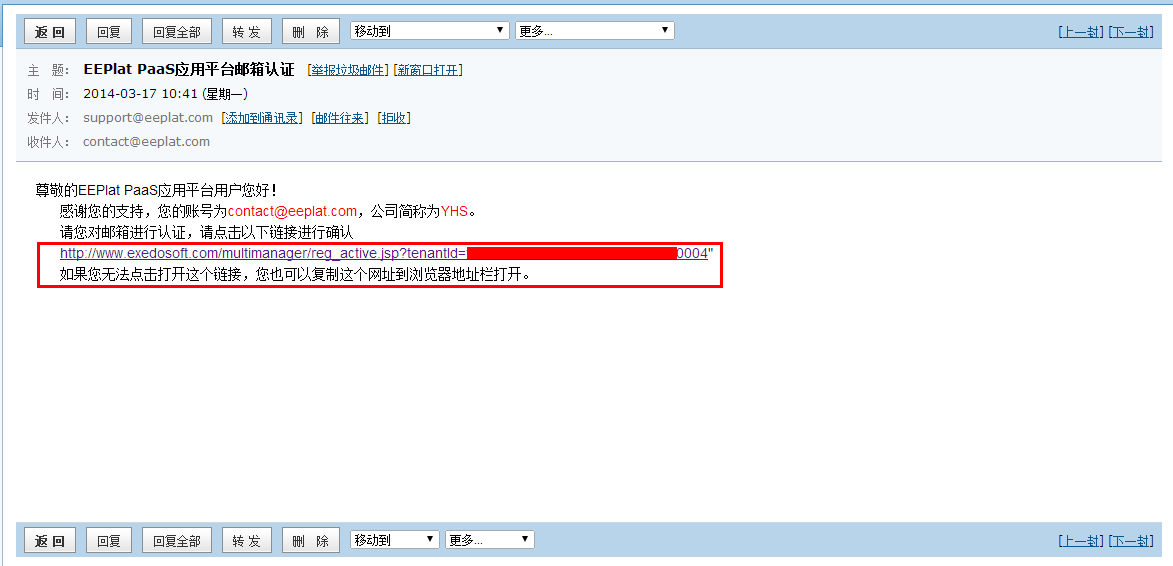 返 回 回复 回复全部 转 发 删 除 移动到 更多... [上一封] [下一封]
主 题： EEPlat PaaS应用平台邮箱认证 [举报垃圾邮件] [新窗口打开]
时 间： 2014-03-17 10:41 (星期一)
发件人： support@eeplat.com [添加到通讯录] [邮件往来] [拒收]
收件人： contact@eeplat.com
尊敬的EEPlat PaaS应用平台用户您好！
感谢您的支持，您的账号为contact@eeplat.com，公司简称为YHS。
请您对邮箱进行认证，请点击以下链接进行确认
http://www.exedosoft.com/multimanager/reg_active.jsp?tenantId= 0004"
如果您无法点击打开这个链接，您也可以复制这个网址到浏览器地址栏打开。
返 回 回复 回复全部 转 发 删 除 移动到 更多... [上一封] [下一封]